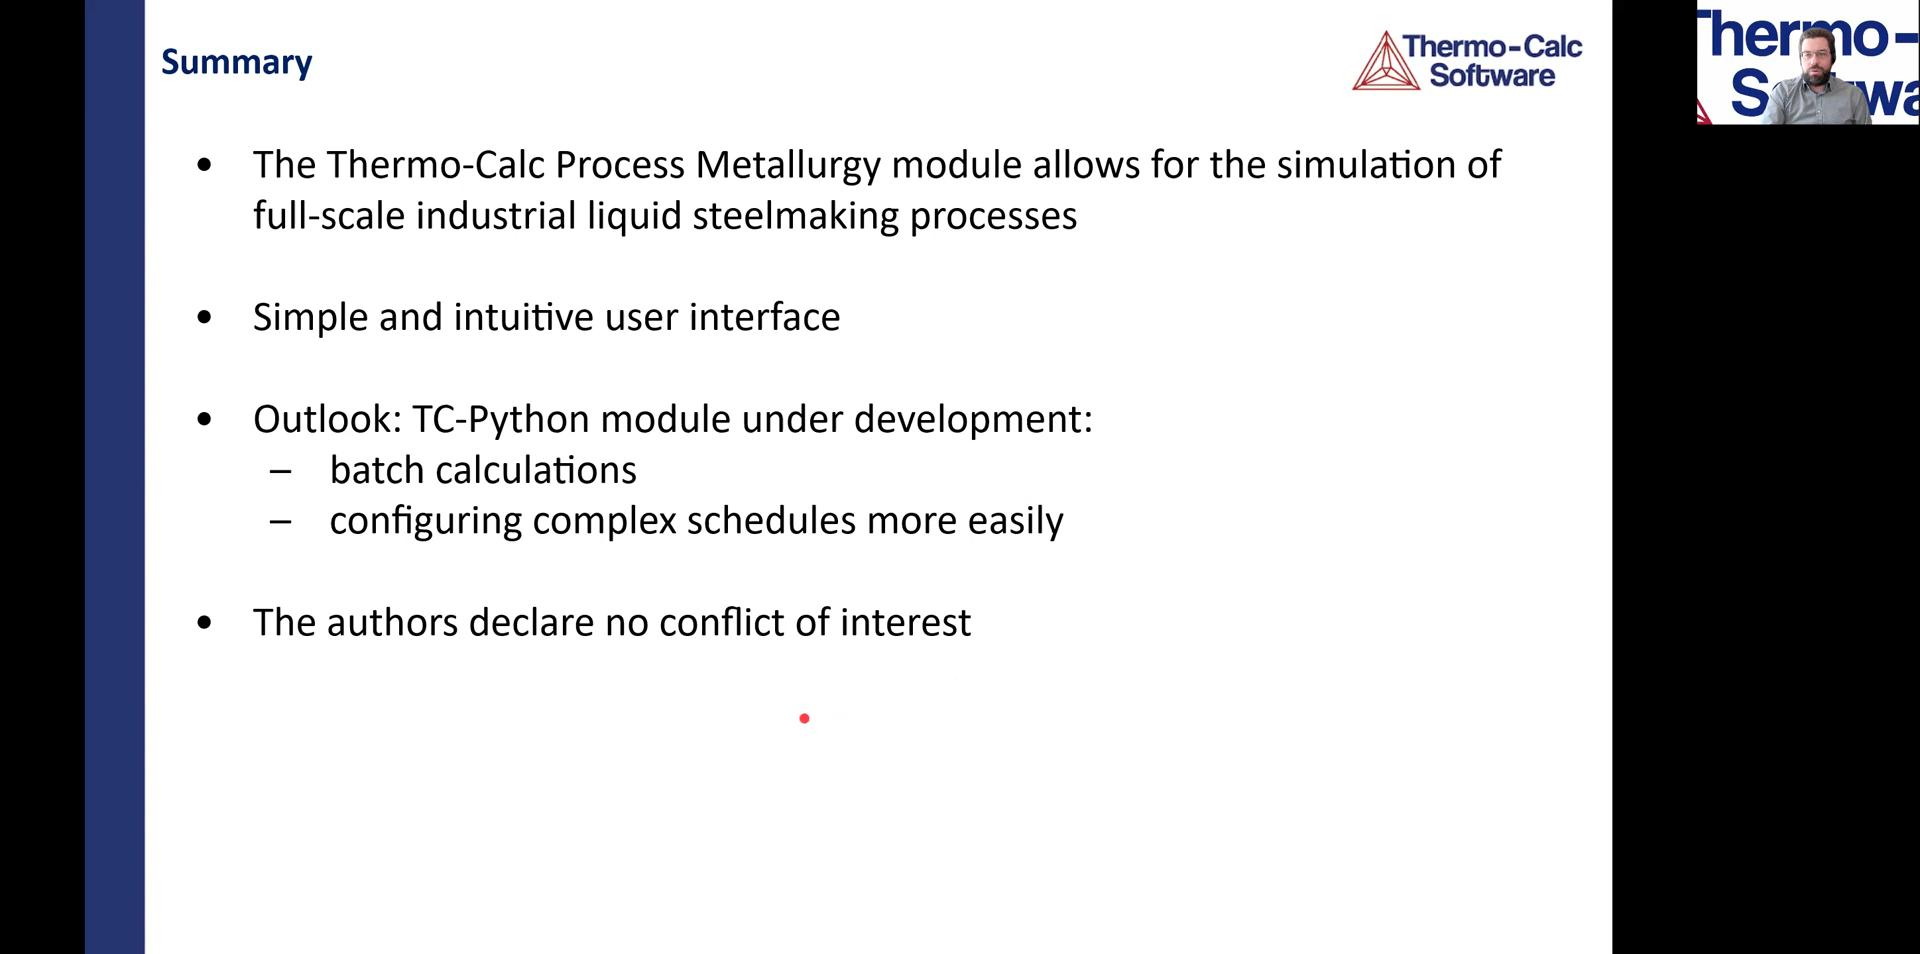 Summary
Thermo-Calc
Software
• The Thermo-Calc Process Metallurgy module allows for the simulation of
full-scale industrial liquid steelmaking processes
• Simple and intuitive user interface
• Outlook: TC-Python module under development:
– batch calculations
– configuring complex schedules more easily
• The authors declare no conflict of interest